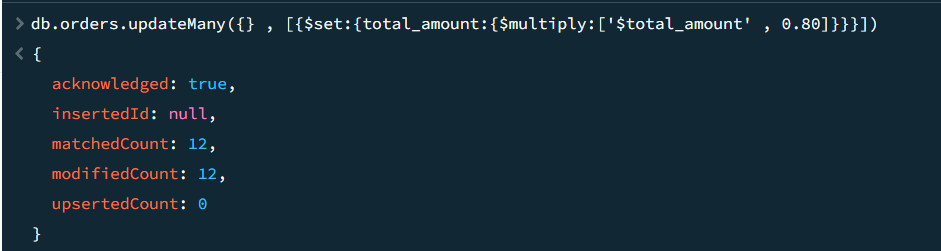 > db.orders.updateMany({} , [{$set:{total_amount:{$multiply:['$total_amount' , 0.80]}}}])
< {
acknowledged: true,
insertedId: null,
matchedCount: 12,
modifiedCount: 12,
upsertedCount: 0
}